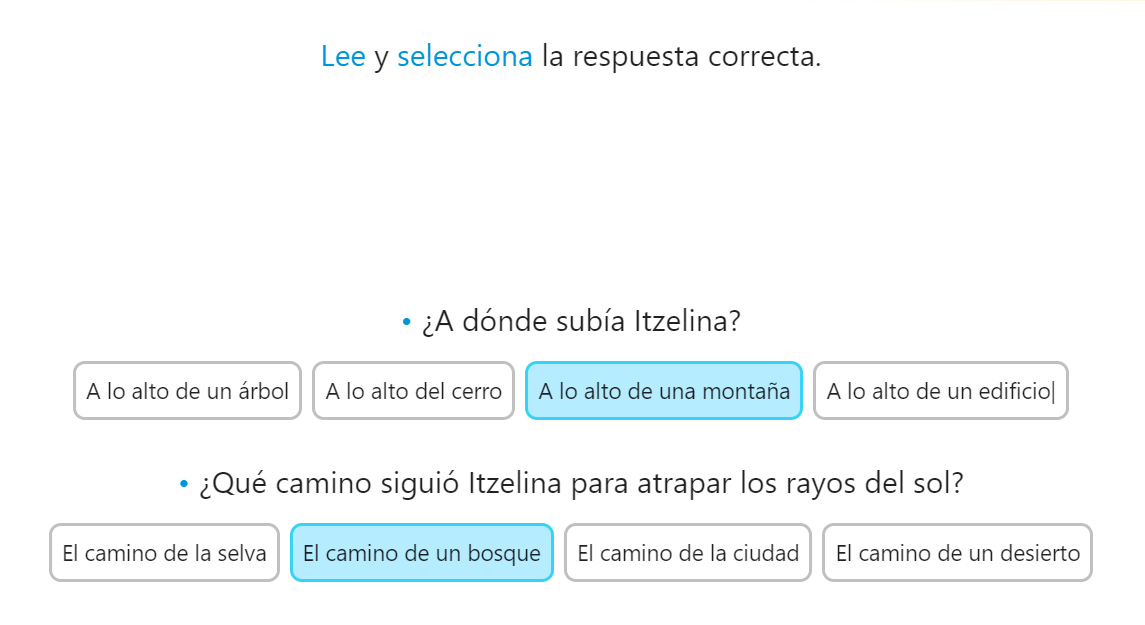 Lee y selecciona la respuesta correcta.
• ¿A dónde subía Itzelina?
A lo alto de un árbol
A lo alto del cerro
A lo alto de una montaña
A lo alto de un edificio|
• ¿Qué camino siguió Itzelina para atrapar los rayos del sol?
El camino de la selva
El camino de un bosque
El camino de la ciudad
El camino de un desierto